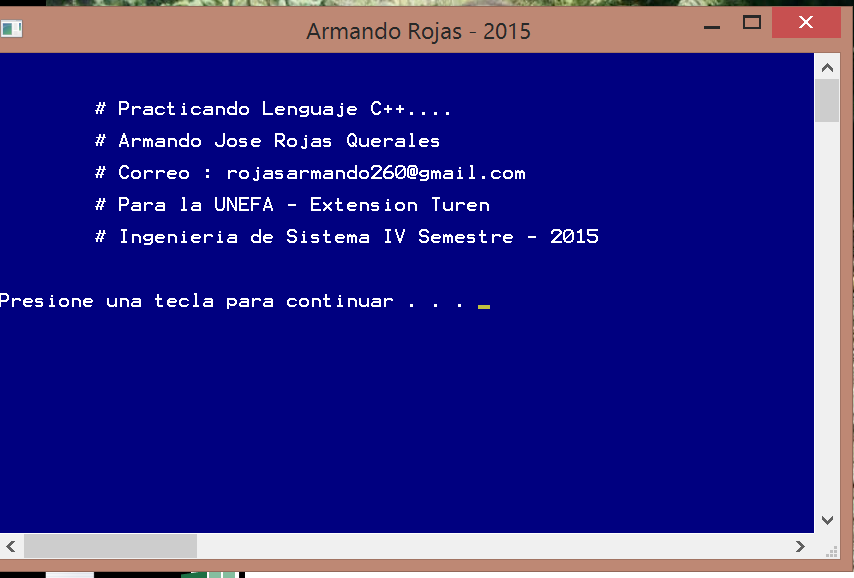 Armando Rojas - 2015
# Practicando Lenguaje C++....
# Armando Jose Rojas Querales
# Correo : rojasarmando260@gmail.com
# Para la UNEFA - Extension Turen
# Ingenieria de Sistema IV Semestre - 2015
Presione una tecla para continuar . . . _